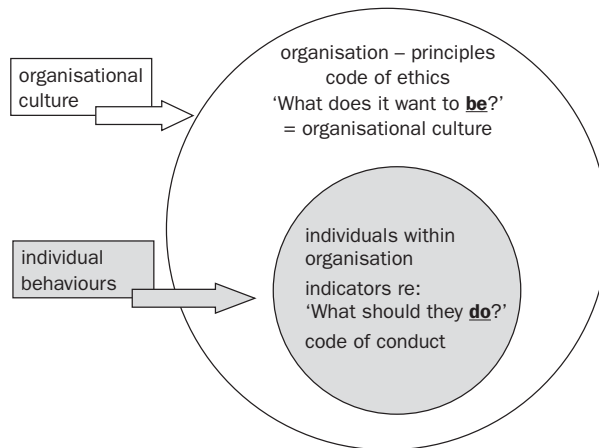 organisational
culture
organisation – principles
code of ethics
‘What does it want to be?’
= organisational culture
individual
behaviours
individuals within
organisation
indicators re:
‘What should they do?’
code of conduct